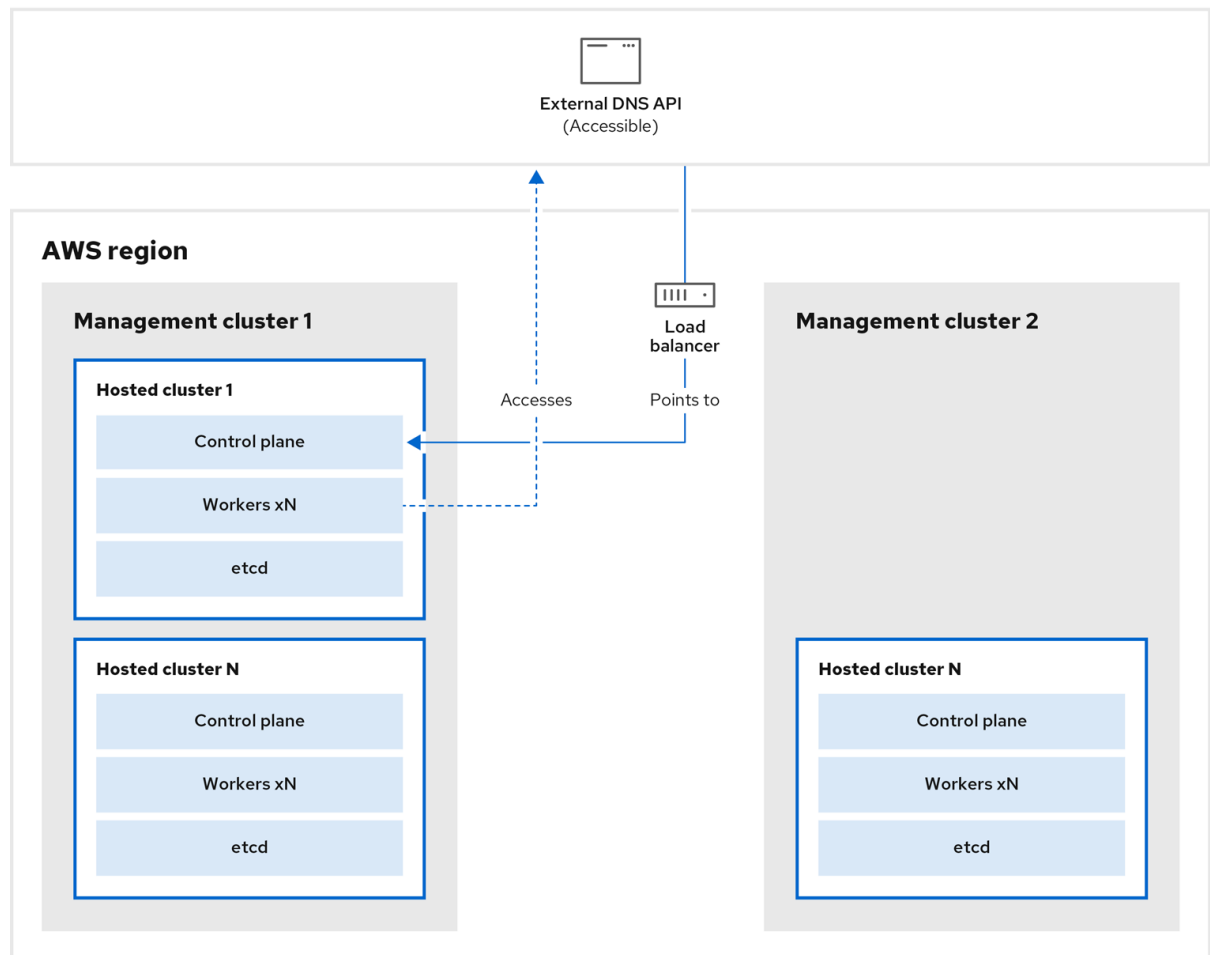 External DNS API
(Accessible)
AWS region
Management cluster 1
Hosted cluster 1
Control plane
Workers xN
etcd
Hosted cluster N
Control plane
Workers xN
etcd
Accesses
Load
balancer
Points to
Management cluster 2
Hosted cluster N
Control plane
Workers xN
etcd